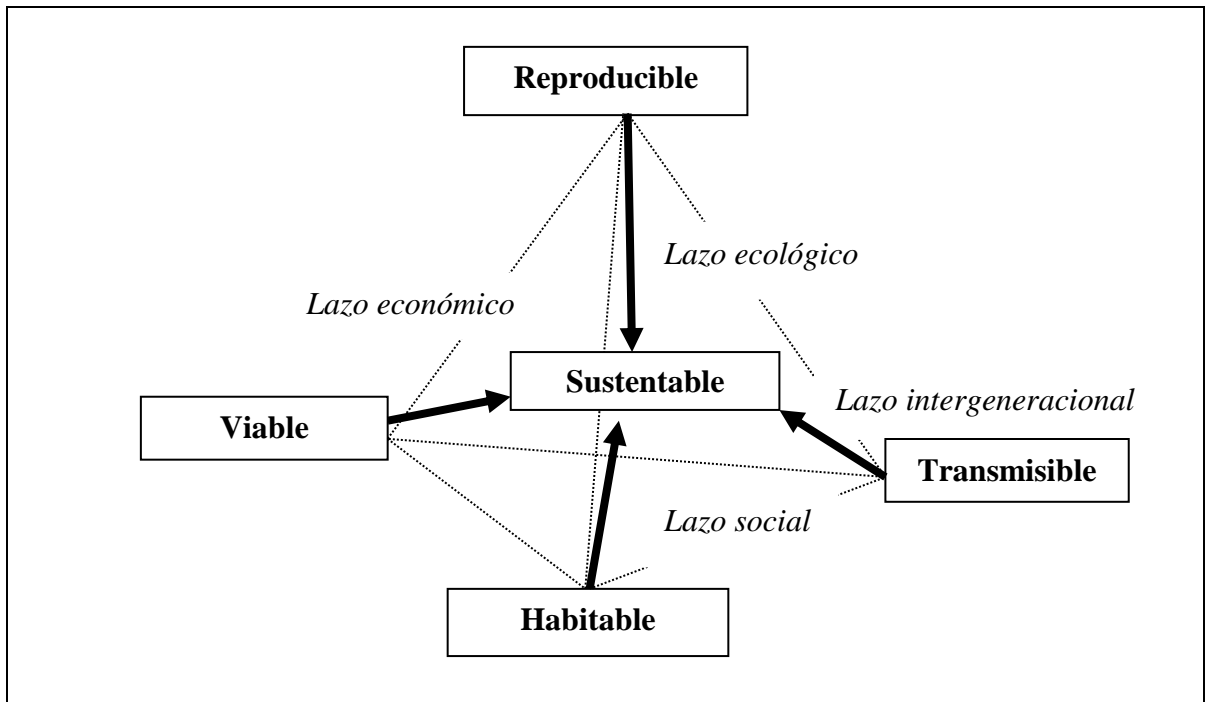 Reproducible
Lazo ecológico
Lazo económico
Sustentable
Viable
Lazo intergeneracional
Transmisible
Lazo social
Habitable